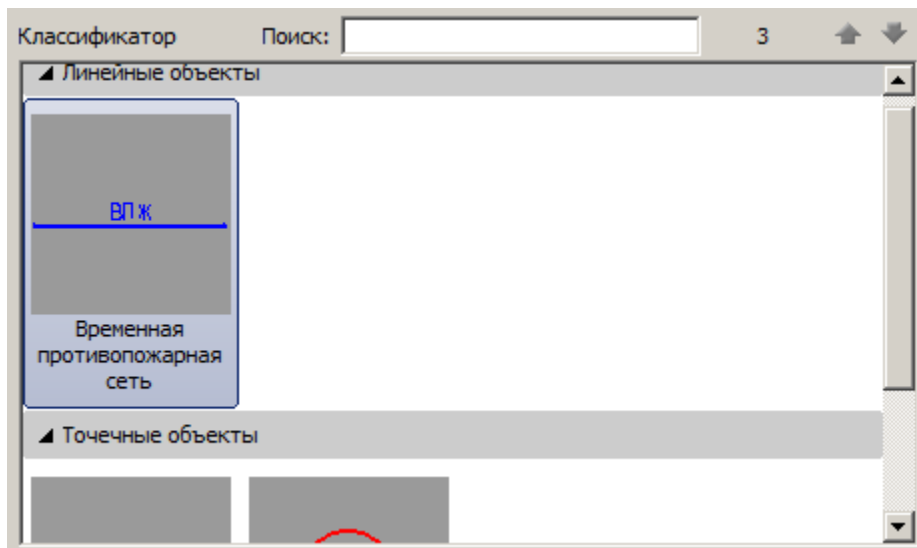 Классификатор Поиск: 3
Линейные объекты
ВПЖ
Временная
противопожарная
сеть
Точечные объекты